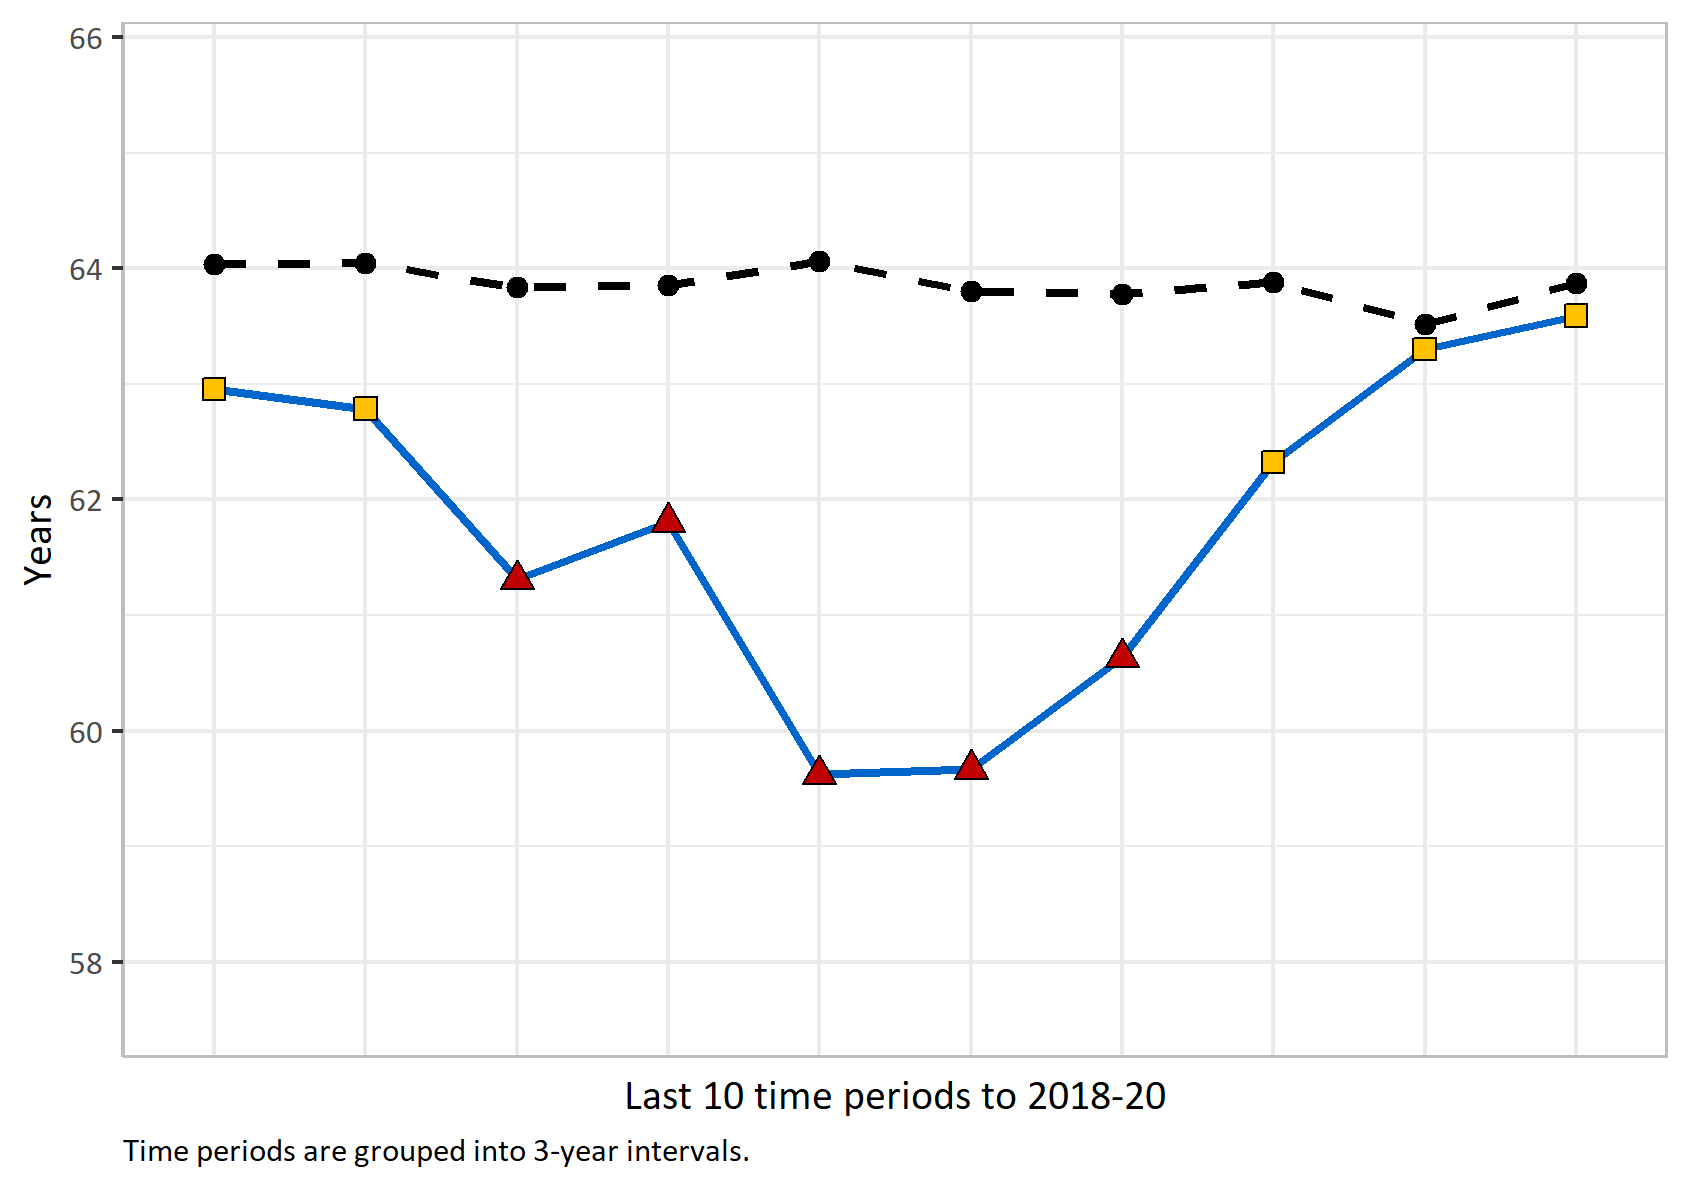 66
64
62
60
58
Years
Last 10 time periods to 2018-20
Time periods are grouped into 3-year intervals.